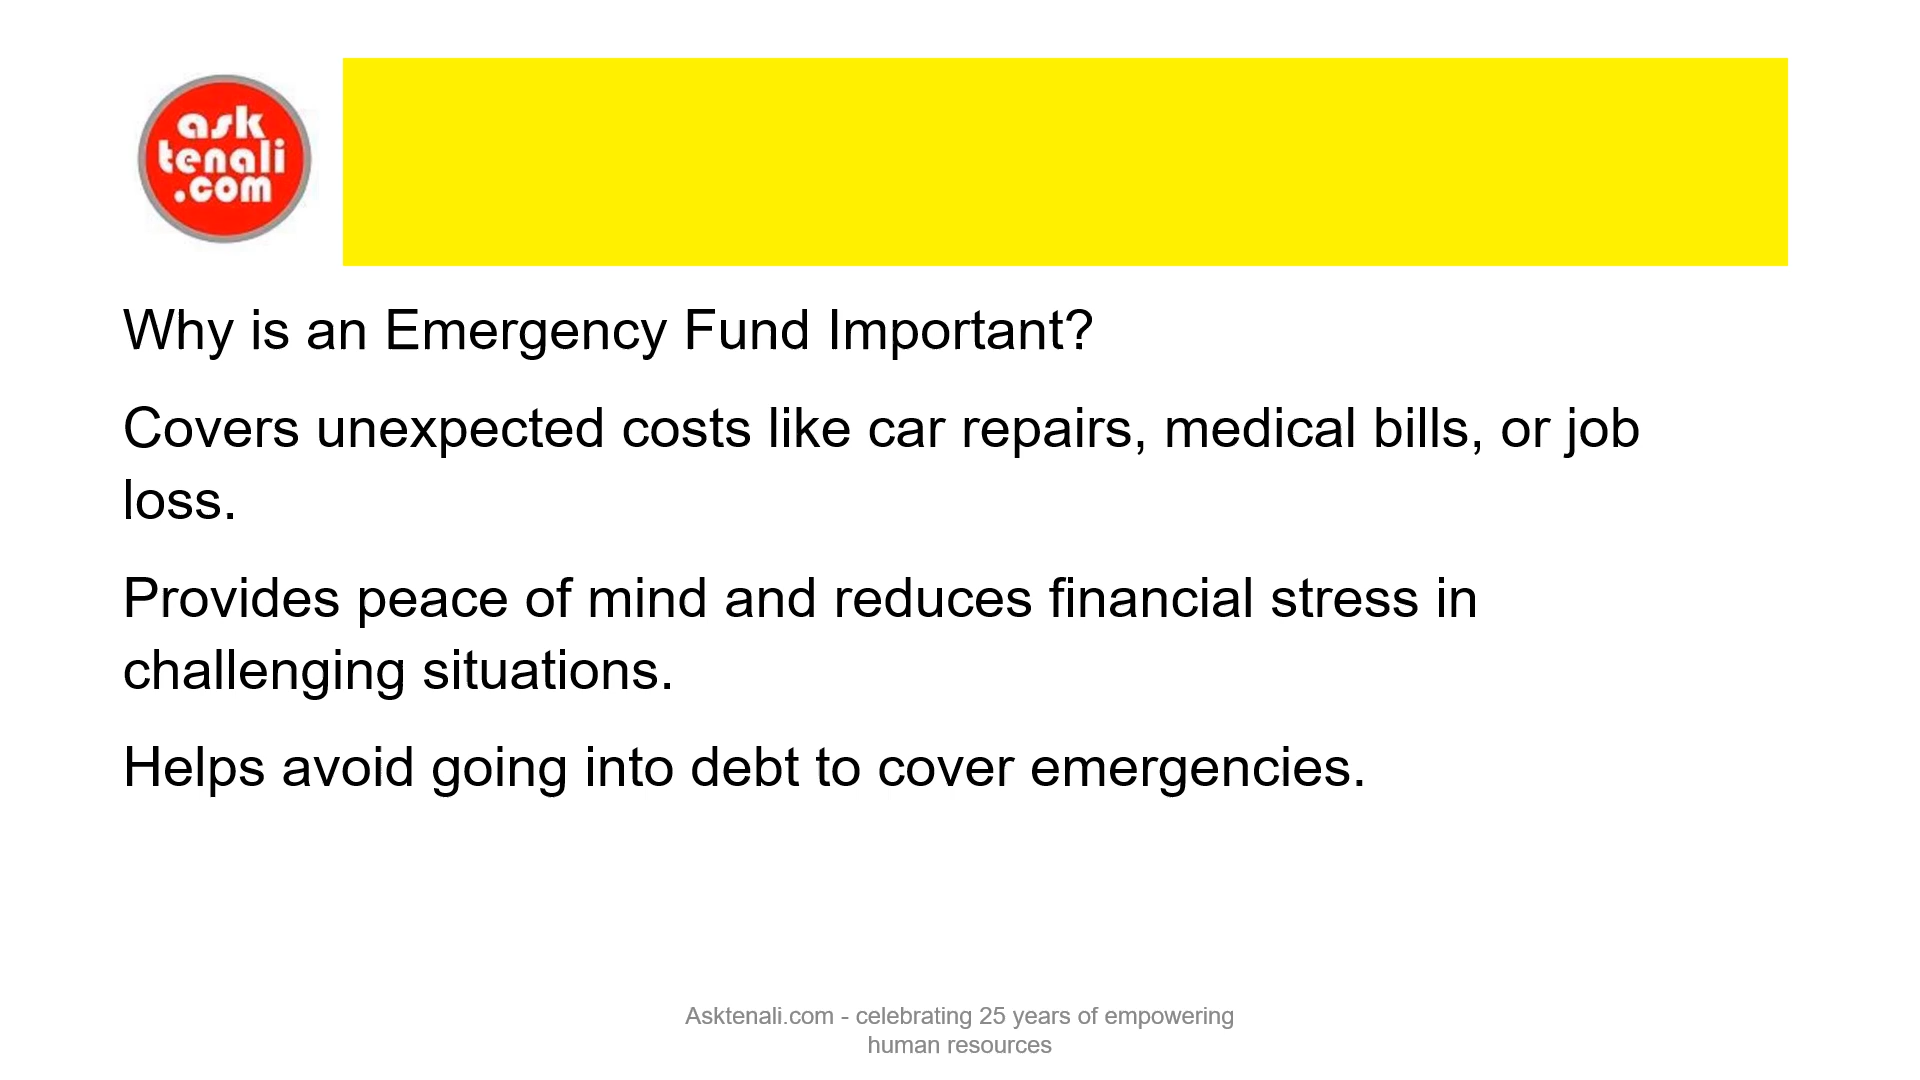 ask
tenali
.com
Why is an Emergency Fund Important?
Covers unexpected costs like car repairs, medical bills, or job
loss.
Provides peace of mind and reduces financial stress in
challenging situations.
Helps avoid going into debt to cover emergencies.
Asktenali.com - celebrating 25 years of empowering
human resources